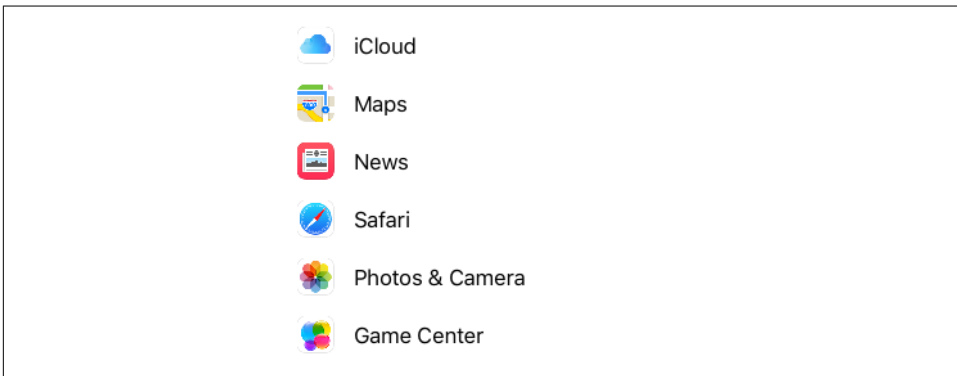 iCloud
Maps
News
Safari
Photos & Camera
Game Center